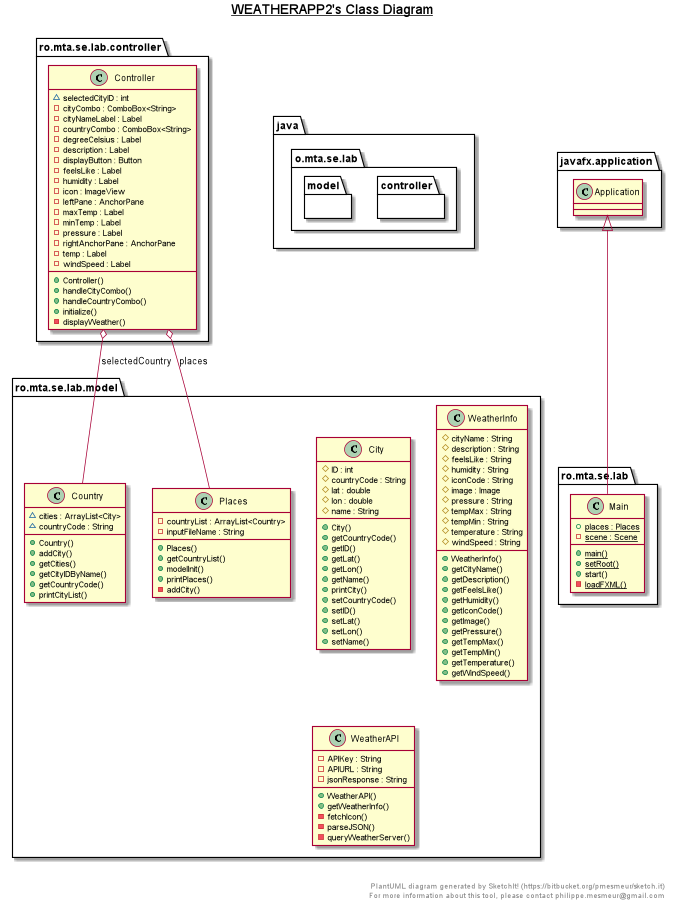 WEATHERAPP2's Class Diagram
ro.mta.se.lab.controller
C Controller
selectedCityID : int
cityCombo : ComboBox<String>
cityNameLabel : Label
countryCombo : ComboBox<String>
degreeCelsius : Label
description : Label
displayButton : Button
feelsLike : Label
humidity : Label
icon : ImageView
leftPane : AnchorPane
maxTemp : Label
minTemp : Label
pressure : Label
rightAnchorPane : AnchorPane
temp : Label
windSpeed : Label
Controller()
handleCityCombo()
handleCountryCombo()
initialize()
displayWeather()
java
o.mta.se.lab
model
controller
javafx.application
C Application
selectedCountry
places
ro.mta.se.lab.model
C Country
cities : ArrayList<City>
countryCode : String
Country()
addCity()
getCities()
getCityIDByName()
getCountryCode()
printCityList()
C Places
countryList : ArrayList<Country>
inputFileName : String
Places()
getCountryList()
modelInit()
printPlaces()
addCity()
C City
ID : int
countryCode : String
lat : double
lon : double
name : String
City()
getCountryCode()
getID()
getLat()
getLon()
getName()
printCity()
setCountryCode()
setID()
setLat()
setLon()
setName()
C WeatherInfo
cityName : String
description : String
feelsLike : String
humidity : String
iconCode : String
image : Image
pressure : String
tempMax : String
tempMin : String
temperature : String
windSpeed : String
WeatherInfo()
getCityName()
getDescription()
getFeelsLike()
getHumidity()
getIconCode()
getImage()
getPressure()
getTempMax()
getTempMin()
getTemperature()
getWindSpeed()
ro.mta.se.lab
C Main
places : Places
scene : Scene
main()
setRoot()
start()
loadFXML()
C WeatherAPI
APIKey : String
APIURL : String
jsonResponse : String
WeatherAPI()
getWeatherInfo()
fetchIcon()
parseJSON()
queryWeatherServer()
PlantUML diagram generated by SketchIt! (https://bitbucket.org/pmesmeur/sketch.it)
For more information about this tool, please contact philippe.mesmeur@gmail.com